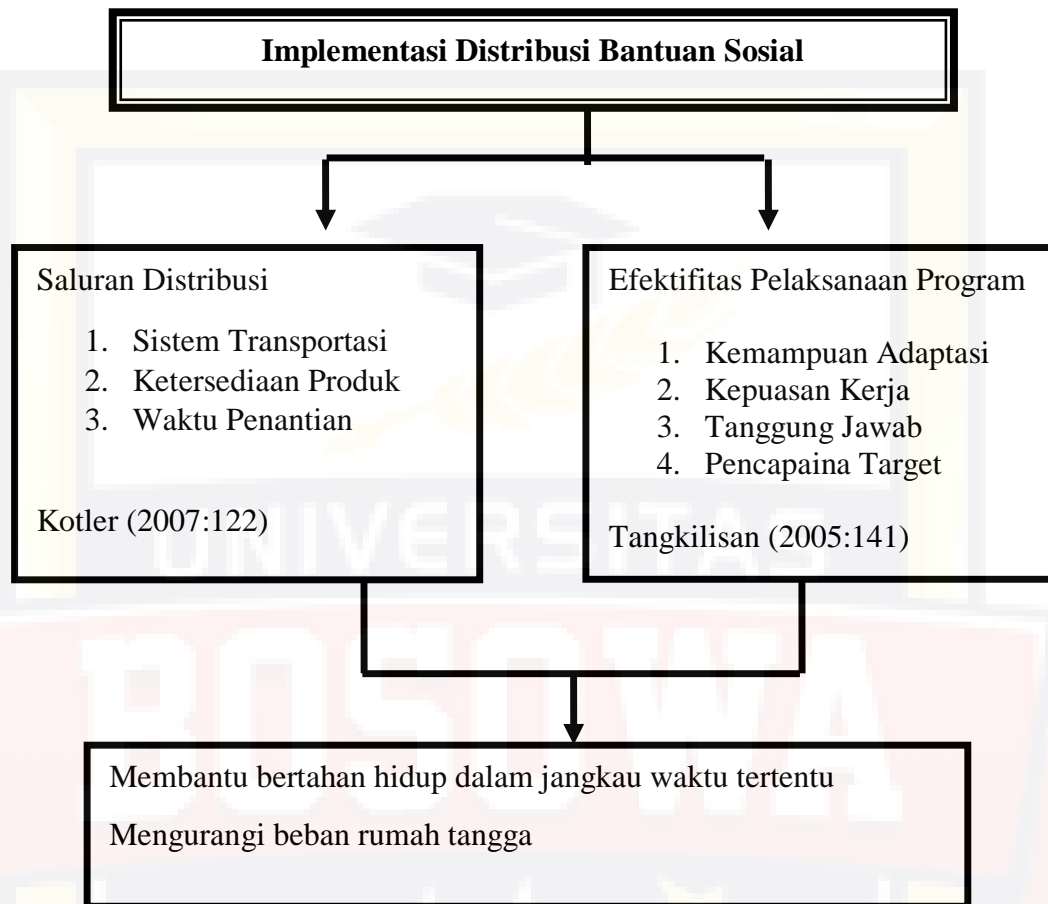 Implementasi Distribusi Bantuan Sosial
Saluran Distribusi
1. Sistem Transportasi
2. Ketersediaan Produk
3. Waktu Penantian
Kotler (2007:122)
Efektifitas Pelaksanaan Program
1. Kemampuan Adaptasi
2. Kepuasan Kerja
3. Tanggung Jawab
4. Pencapaina Target
Tangkilisan (2005:141)
UNIVERSITAS
BOSOWA
Membantu bertahan hidup dalam jangkau waktu tertentu
Mengurangi beban rumah tangga